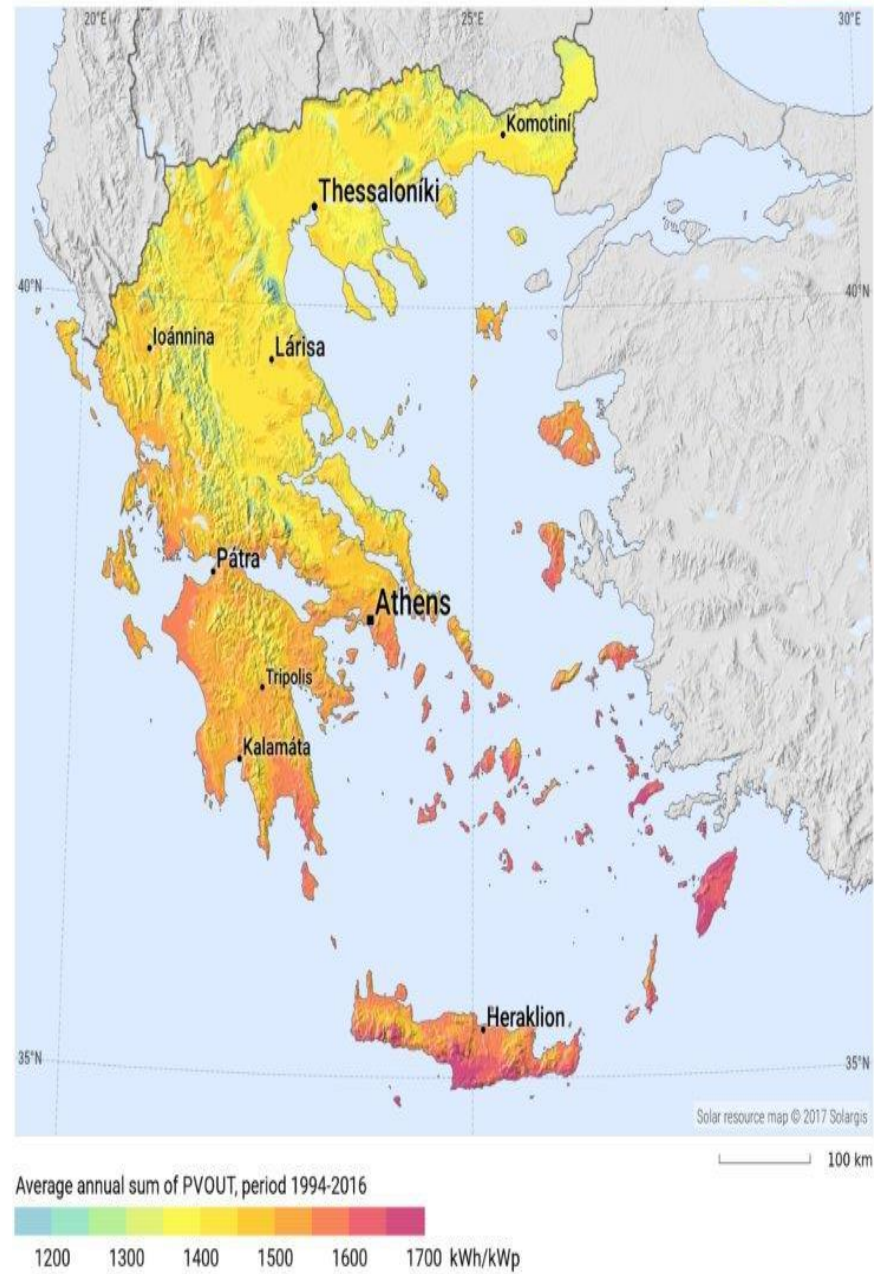 20°E 25°E 30°E
Komotiní
Thessaloníki
40°N 40°N
Ioánnina
Lárisa
Pátra
Athens
Tripolis
Kalamáta
Heraklion
35°N 35°N
Solar resource map © 2017 Solargis
100 km
Average annual sum of PVOUT, period 1994-2016
1200 1300 1400 1500 1600 1700 kWh/kWp